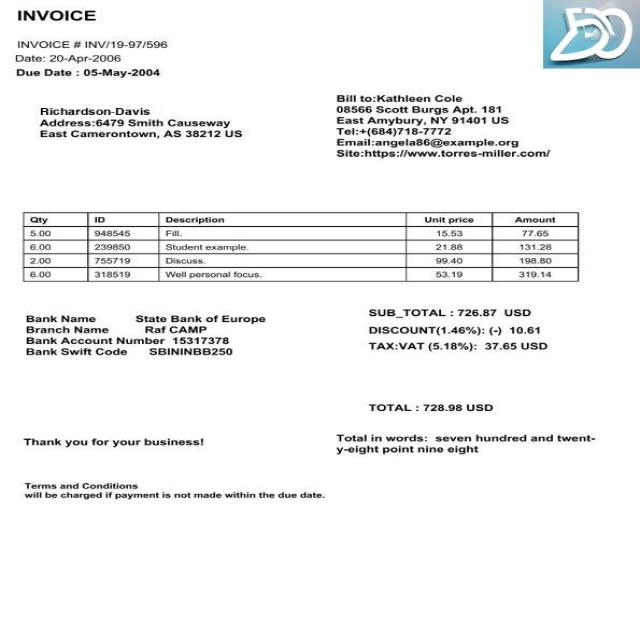 INVOICE
INVOICE # INV/19-97/596
Date: 20-Apr-2006
Due Date : 05-May-2004
Richardson-Davis
Address:6479 Smith Causeway
East Camerontown, AS 38212 US
Bill to:Kathleen Cole
08566 Scott Burgs Apt. 181
East Amybury, NY 91401 US
Tel:+(684)718-7772
Email:angela86@example.org
Site:https://www.torres-miller.com/
Qty ID Description Unit price Amount
5.00 948545 Fill. 15.53 77.65
6.00 239850 Student example. 21.88 131.28
2.00 755719 Discuss. 99.40 198.80
6.00 318519 Well personal focus. 53.19 319.14
Bank Name State Bank of Europe
Branch Name Raf CAMP
Bank Account Number 15317378
Bank Swift Code SBININBB250
SUB_TOTAL : 726.87 USD
DISCOUNT(1.46%): (-) 10.61
TAX:VAT (5.18%): 37.65 USD
TOTAL : 728.98 USD
Thank you for your business!
Total in words: seven hundred and twent-
y-eight point nine eight
Terms and Conditions
will be charged if payment is not made within the due date.